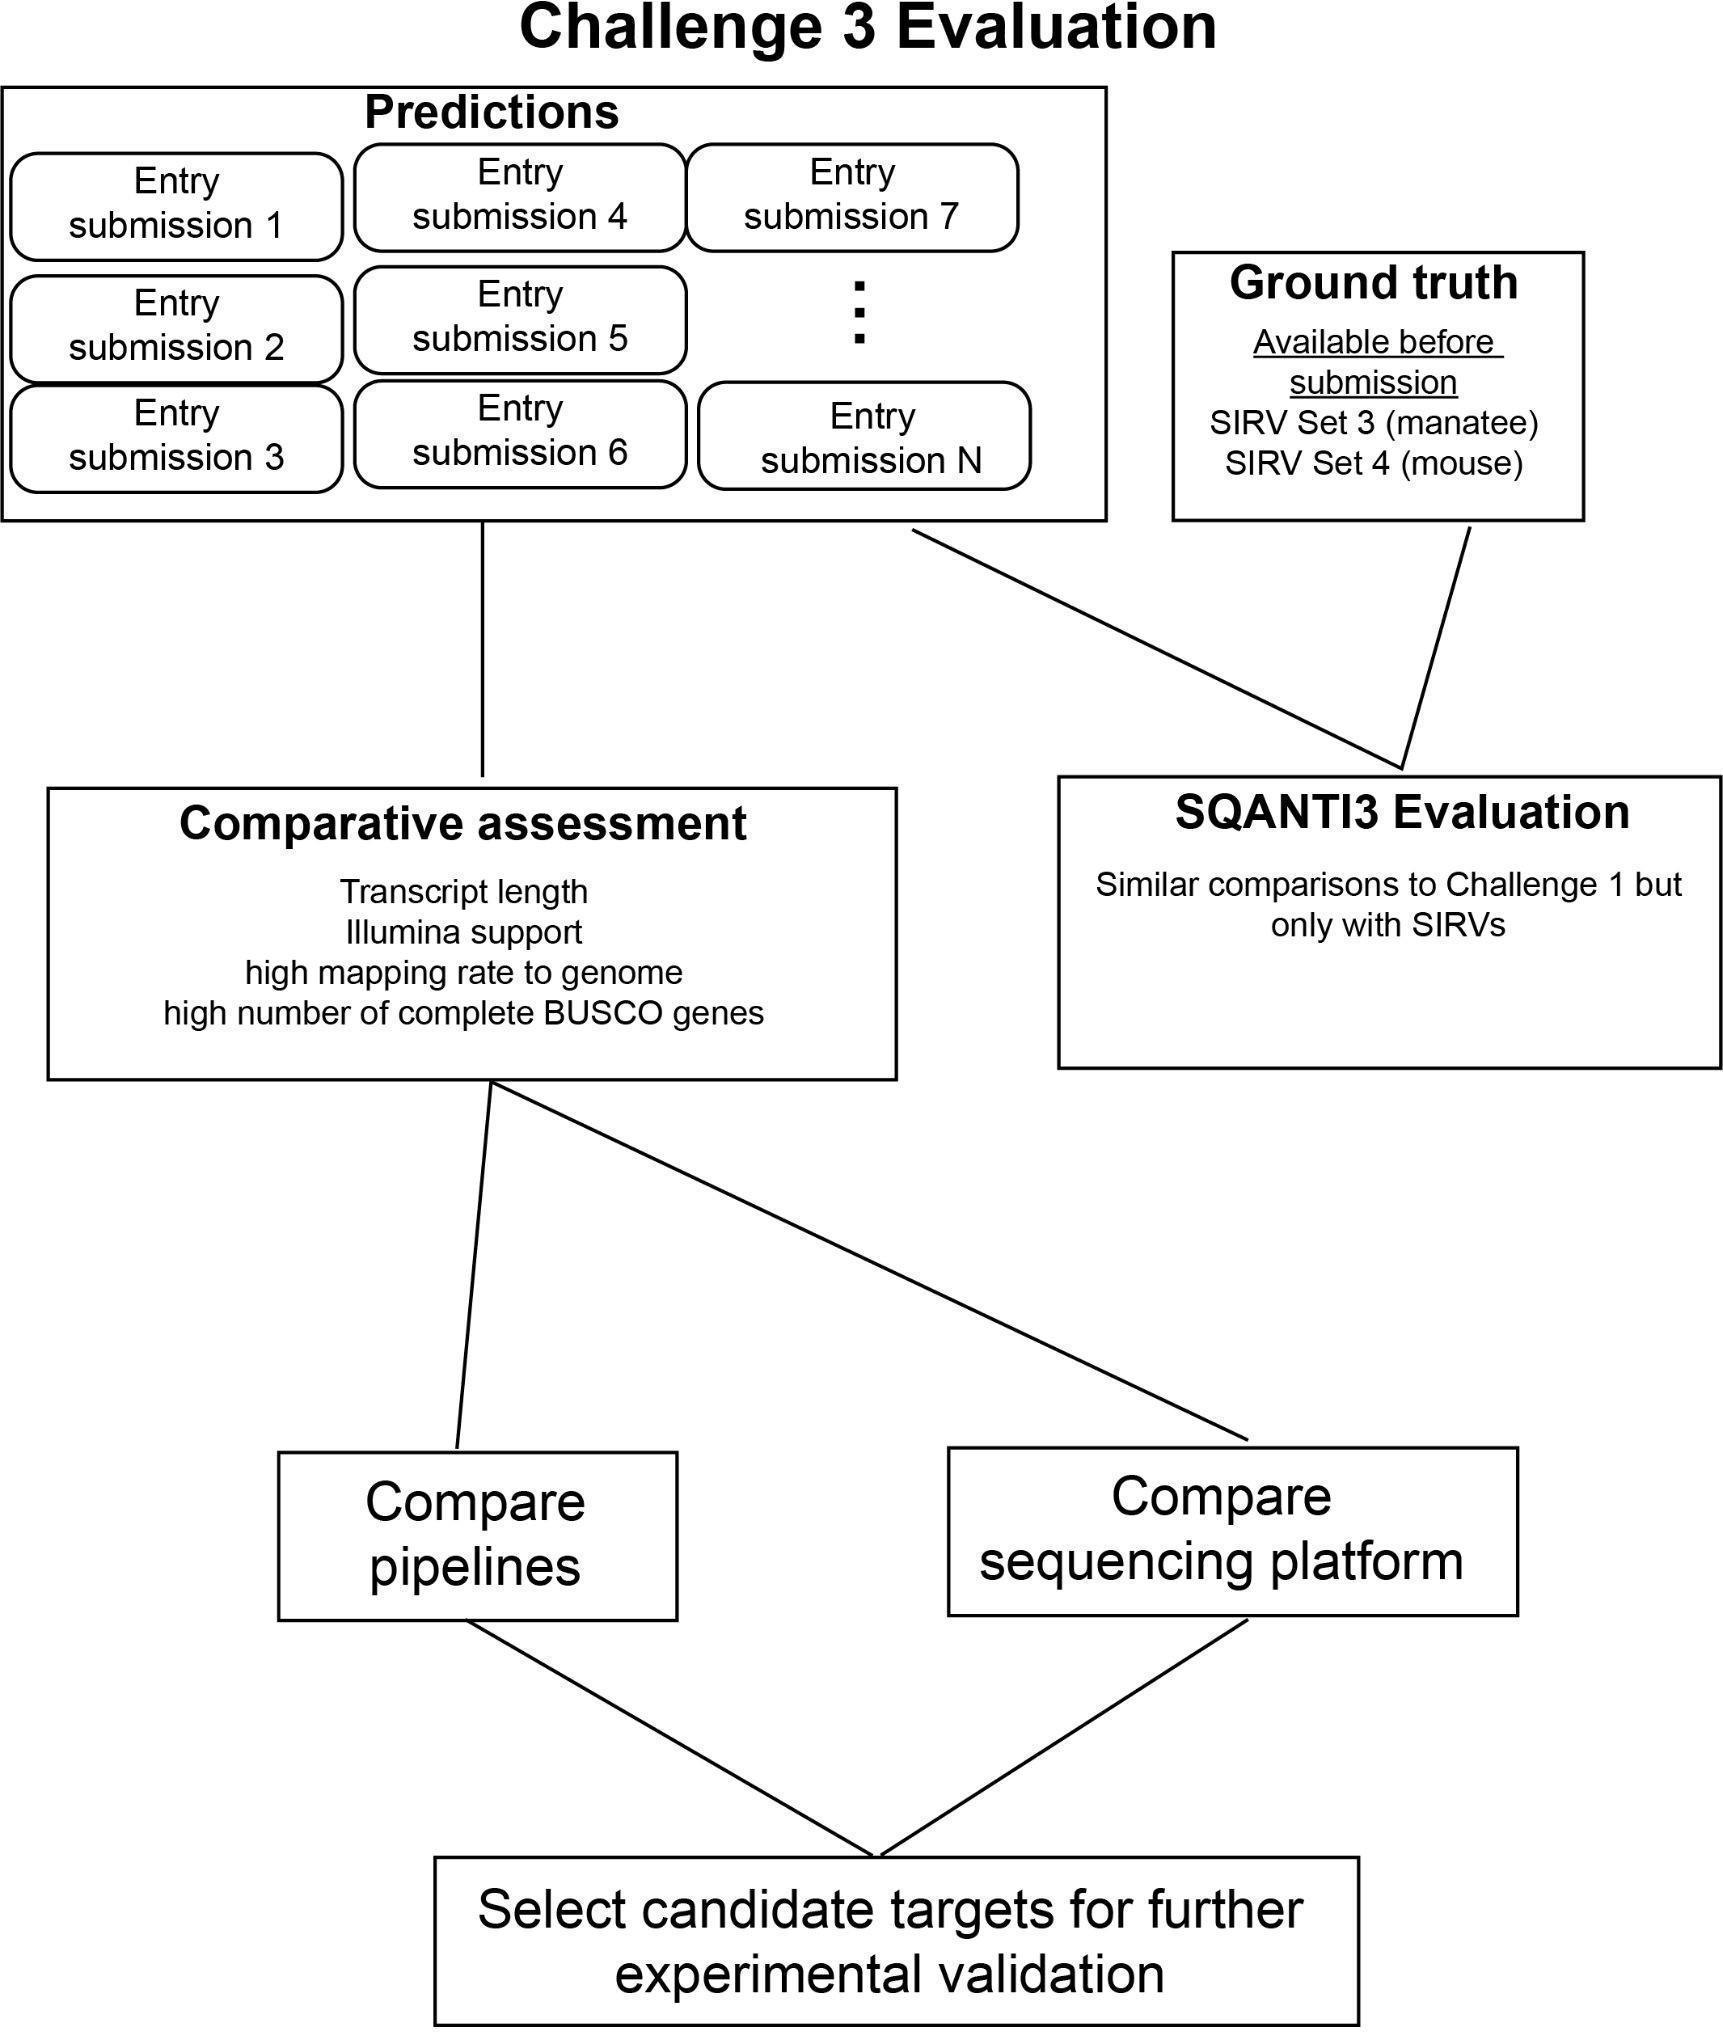 Challenge 3 Evaluation
Predictions
Entry
submission 1
Entry
submission 2
Entry
submission 3
Entry
submission 4
Entry
submission 5
Entry
submission 6
Entry
submission 7
Entry
submission N
Ground truth
Available before
submission
SIRV Set 3 (manatee)
SIRV Set 4 (mouse)
Comparative assessment
Transcript length
Illumina support
high mapping rate to genome
high number of complete BUSCO genes
SQANTI3 Evaluation
Similar comparisons to Challenge 1 but
only with SIRVs
Compare
pipelines
Compare
sequencing platform
Select candidate targets for further
experimental validation